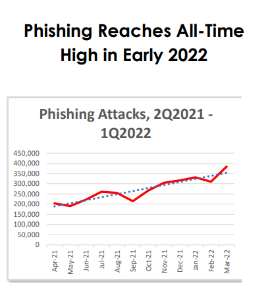 Phishing Reaches All-Time
High in Early 2022
Phishing Attacks, 2Q2021 -
1Q2022
450,000
400,000
350,000
300,000
250,000
200,000
150,000
100,000
50,000
0
Apr-21
May-21
Jun-21
Jul-21
Aug-21
Sep-21
Oct-21
Nov-21
Dec-21
Jan-22
Feb-22
Mar-22